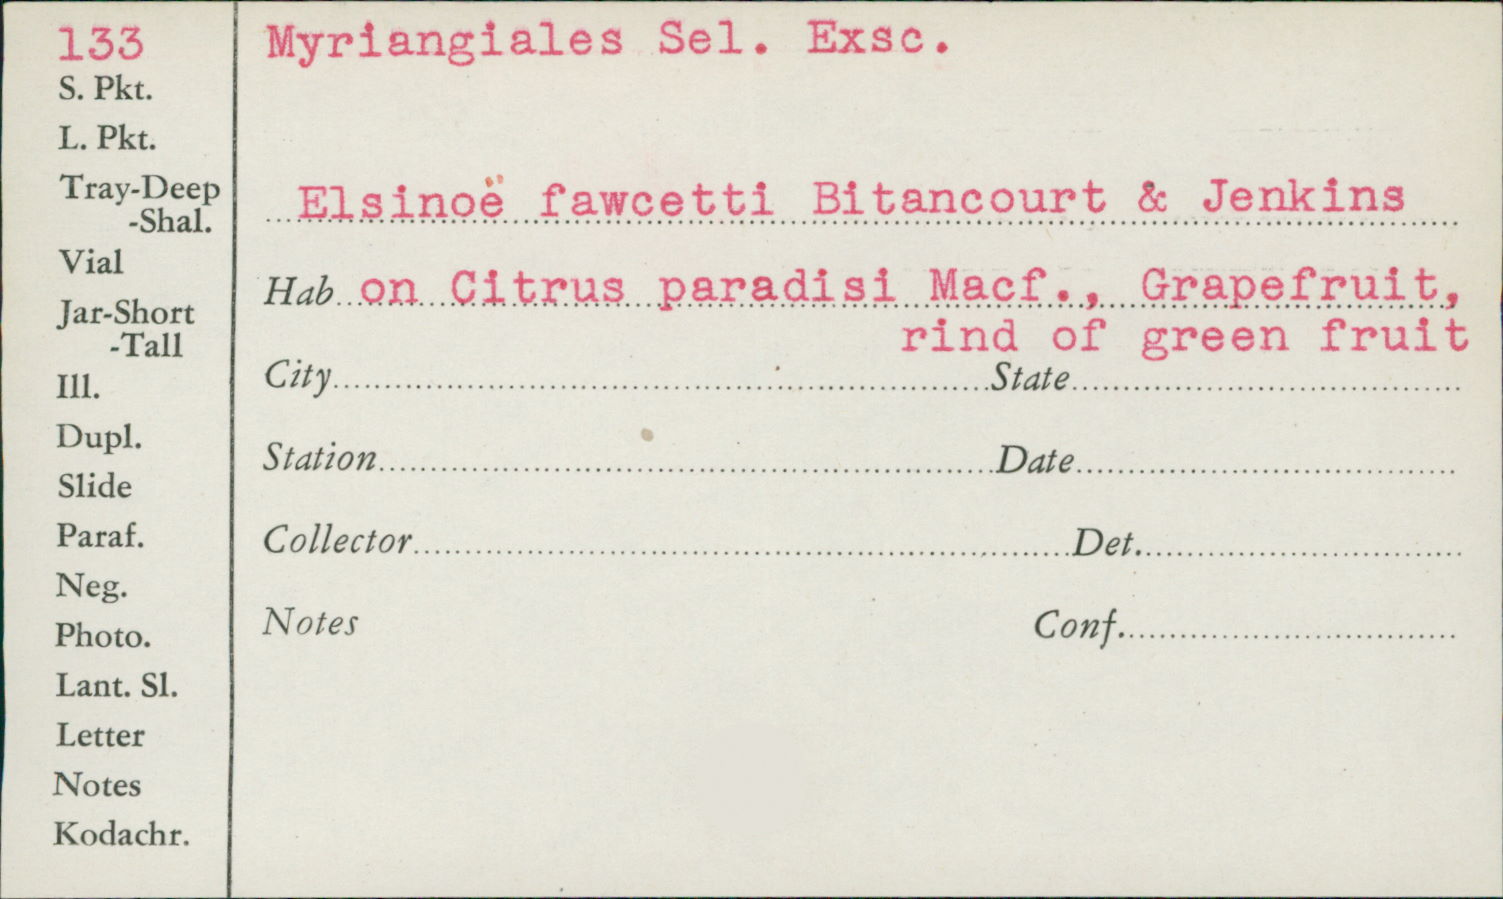 133
S. Pkt.
L. Pkt.
Tray-Deep
-Shal.
Vial
Jar-Short
-Tall
Ill.
Dupl.
Slide
Paraf.
Neg.
Photo.
Lant. Sl.
Letter
Notes
Kodachr.
Myriangiales Sel. Exsc.
Elsinoë fawcetti Bitancourt & Jenkins
Hab on Citrus paradisi Macf., Grapefruit,
rind of green fruit
City State
Station Date
Collector Det.
Notes Conf.